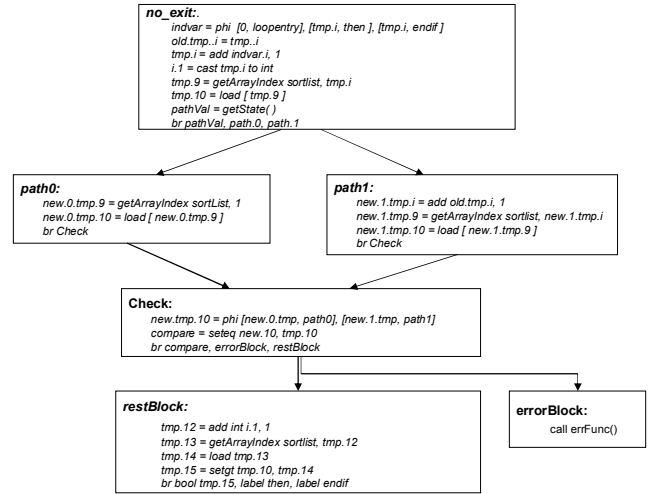 no_exit:.
indvar = phi [0, loopentry], [tmp.i, then ], [tmp.i, endif ]
old.tmp..i = tmp..i
tmp.i = add indvar.i, 1
i.1 = cast tmp.i to int
tmp.9 = getArrayIndex sortlist, tmp.i
tmp.10 = load [ tmp.9 ]
pathVal = getState( )
br pathVal, path.0, path.1
path0:
new.0.tmp.9 = getArrayIndex sortList, 1
new.0.tmp.10 = load [ new.0.tmp.9 ]
br Check
path1:
new.1.tmp.i = add old.tmp.i, 1
new.1.tmp.9 = getArrayIndex sortlist, new.1.tmp.i
new.1.tmp.10 = load [ new.1.tmp.9 ]
br Check
Check:
new.tmp.10 = phi [new.0.tmp, path0], [new.1.tmp, path1]
compare = seteq new.10, tmp.10
br compare, errorBlock, restBlock
restBlock:
tmp.12 = add int i.1, 1
tmp.13 = getArrayIndex sortlist, tmp.12
tmp.14 = load tmp.13
tmp.15 = setgt tmp.10, tmp.14
br bool tmp.15, label then, label endif
errorBlock:
call errFunc()